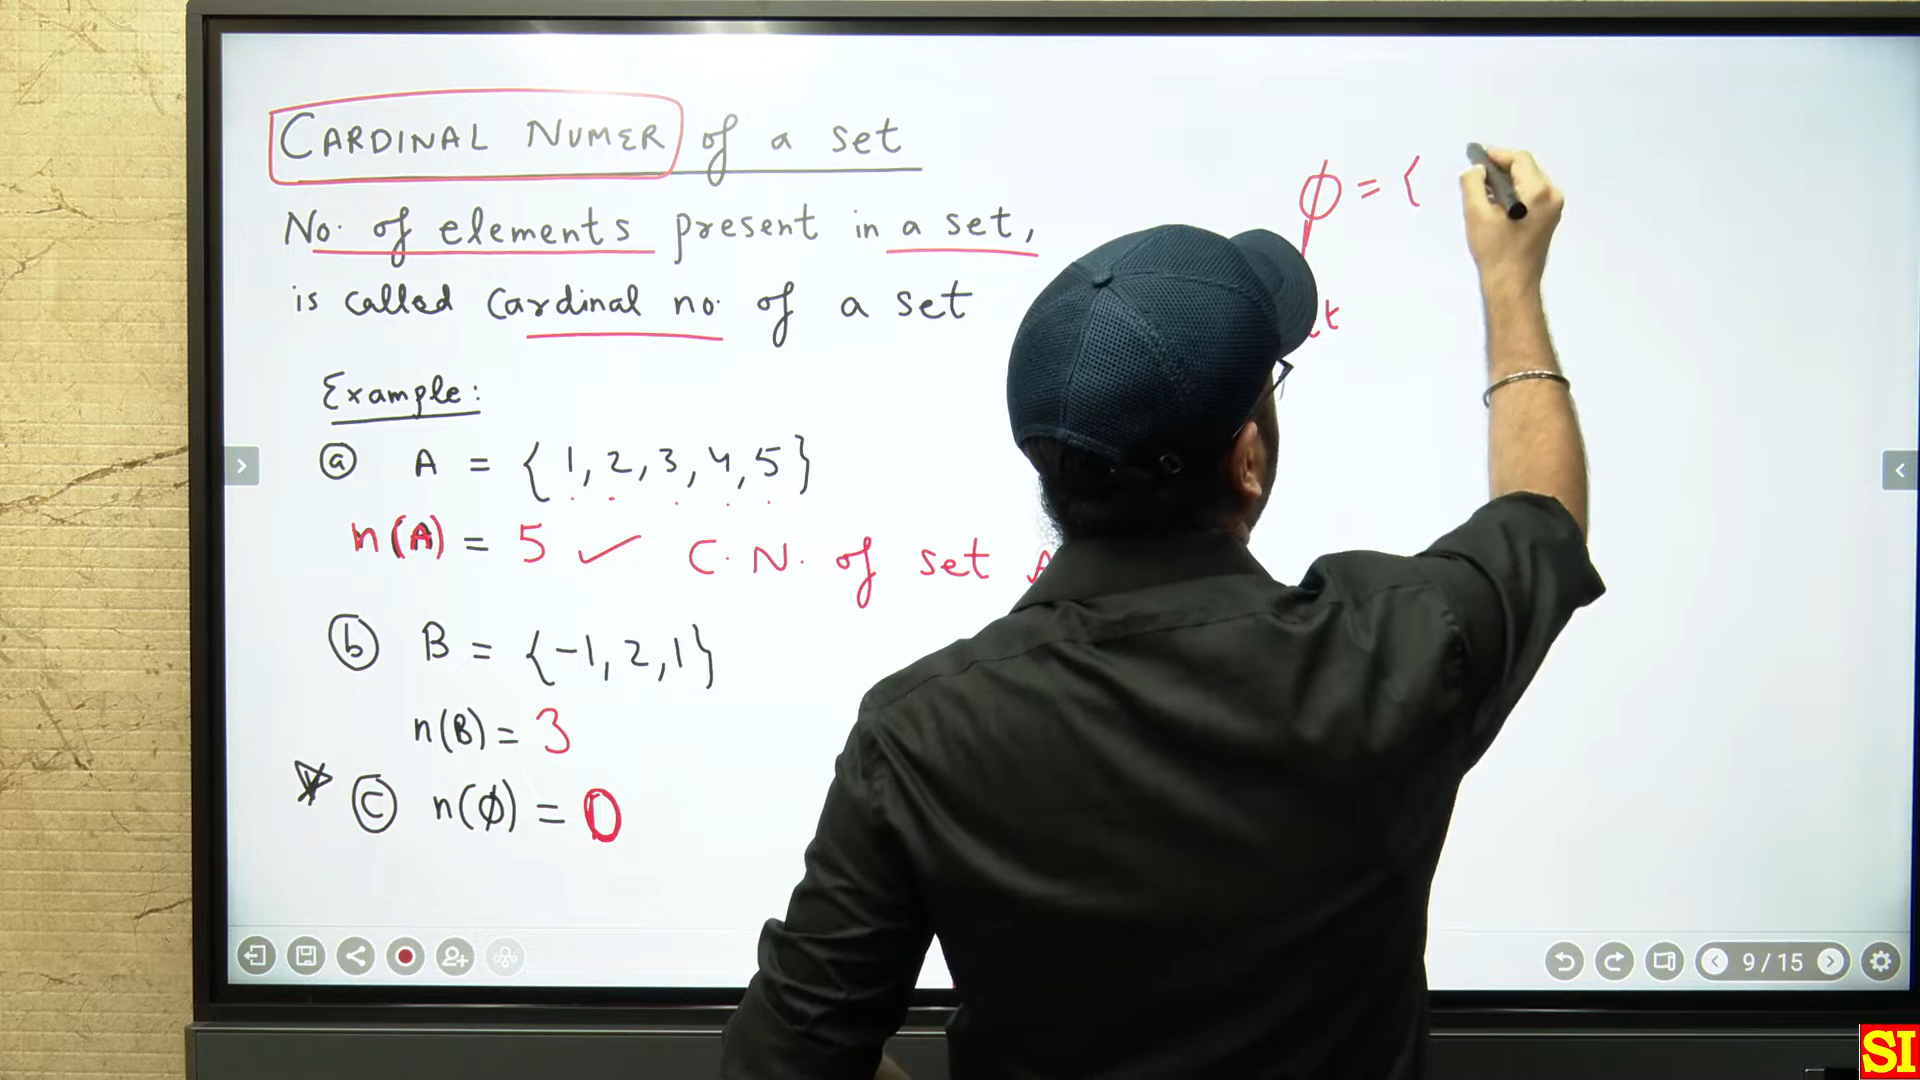 CARDINAL NUMER of a set
No. of elements present in a set,
is called Cardinal no. of a set
Example:
ⓐ A = { 1, 2, 3, 4, 5 }
n(A) = 5 ✓ C.N. of set A
ⓑ B = {-1, 2, 1}
n(B) = 3
ⓒ n(ϕ) = 0
ϕ = {
9 / 15
SI